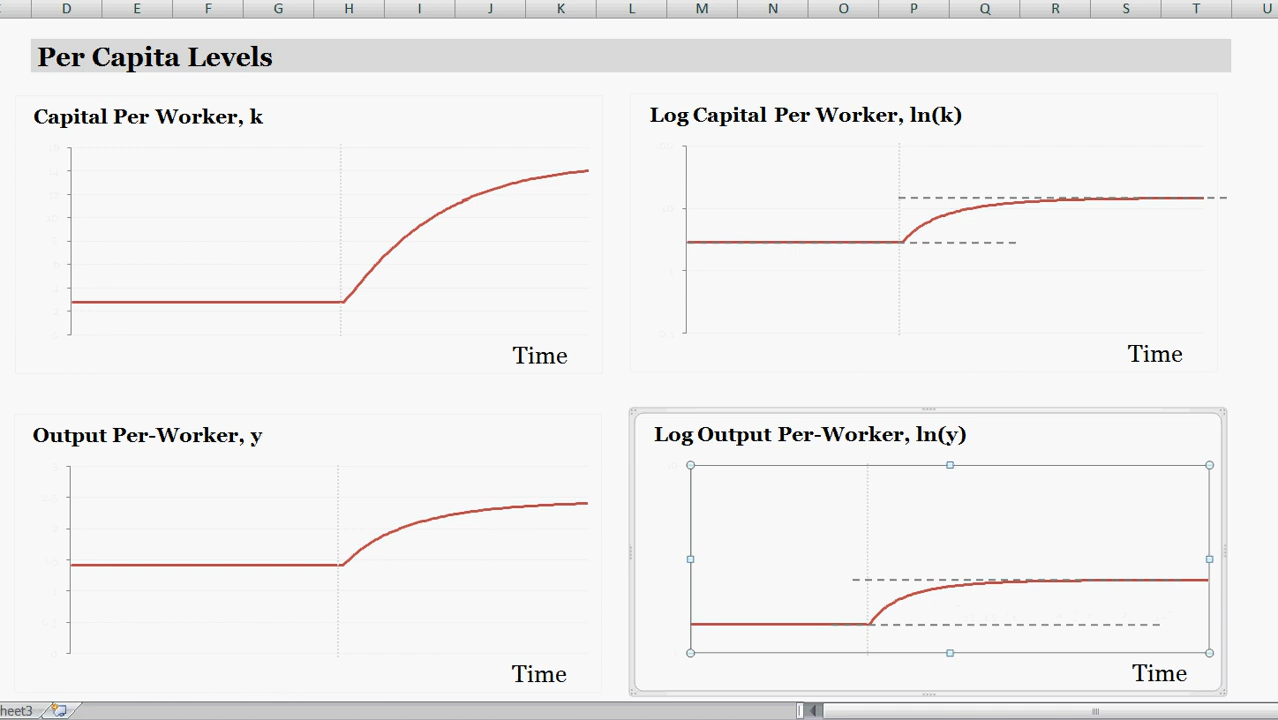 D E F G H I J K L M N O P Q R S T U
Per Capita Levels
Capital Per Worker, k
Time
Log Capital Per Worker, ln(k)
Time
Output Per-Worker, y
Time
Log Output Per-Worker, ln(y)
Time
heet3